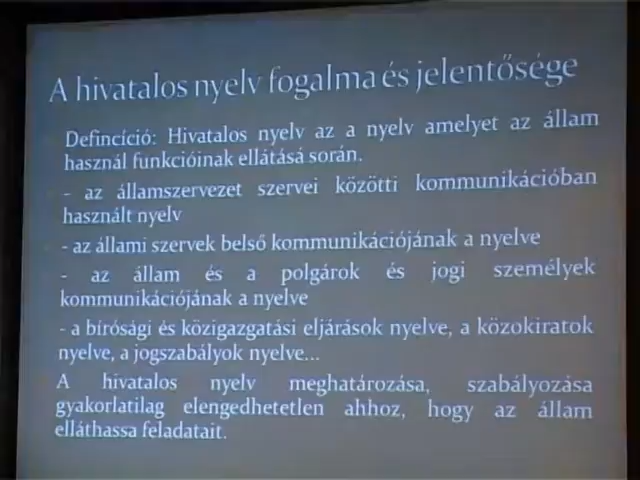 A hivatalos nyelv fogalma és jelentősége
Defincíció: Hivatalos nyelv az a nyelv amelyet az állam
használ funkcióinak ellátásá során.
- az államszervezet szervei közötti kommunikációban
használt nyelv
- az állami szervek belső kommunikációjának a nyelve
- az állam és a polgárok és jogi személyek
kommunikációjának a nyelve
- a bírósági és közigazgatási eljárások nyelve, a közokiratok
nyelve, a jogszabályok nyelve...
A hivatalos nyelv meghatározása, szabályozása
gyakorlatilag elengedhetetlen ahhoz, hogy az állam
elláthassa feladatait.